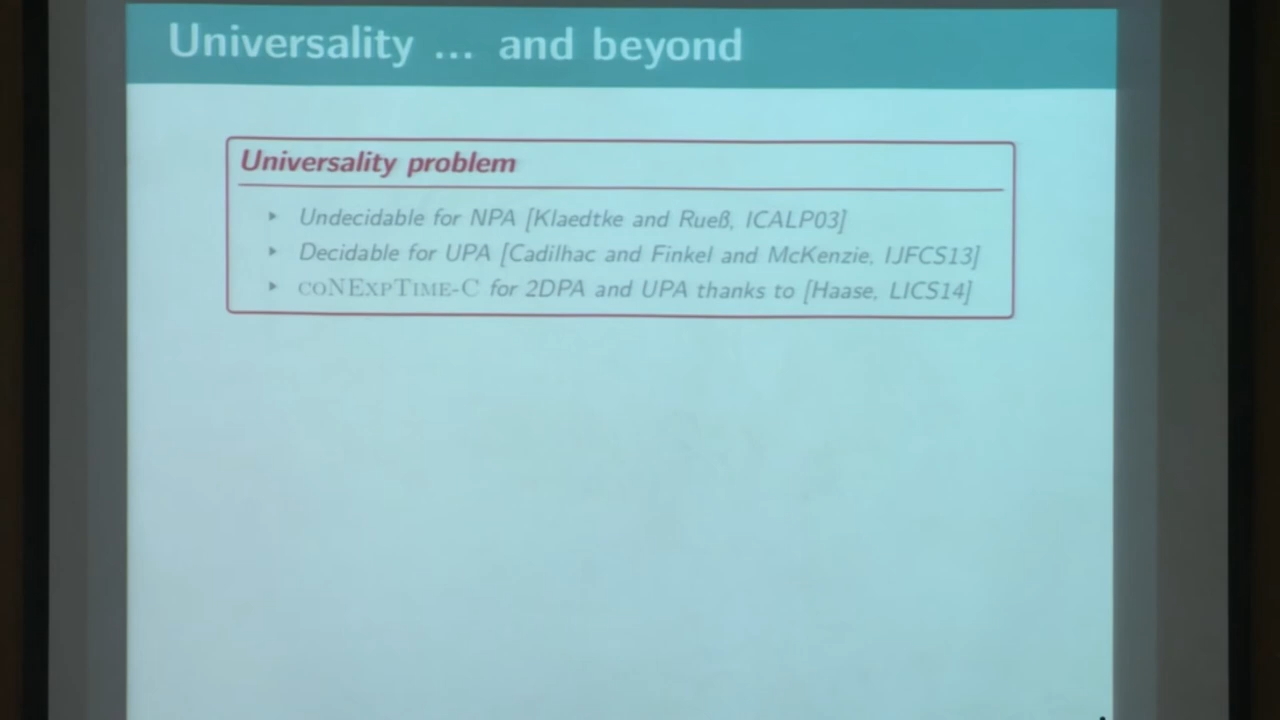 Universality ... and beyond
Universality problem
‣ Undecidable for NPA [Klaedtke and Rueß, ICALP03]
‣ Decidable for UPA [Cadilhac and Finkel and McKenzie, IJFCS13]
‣ coNExpTime-C for 2DPA and UPA thanks to [Haase, LICS14]